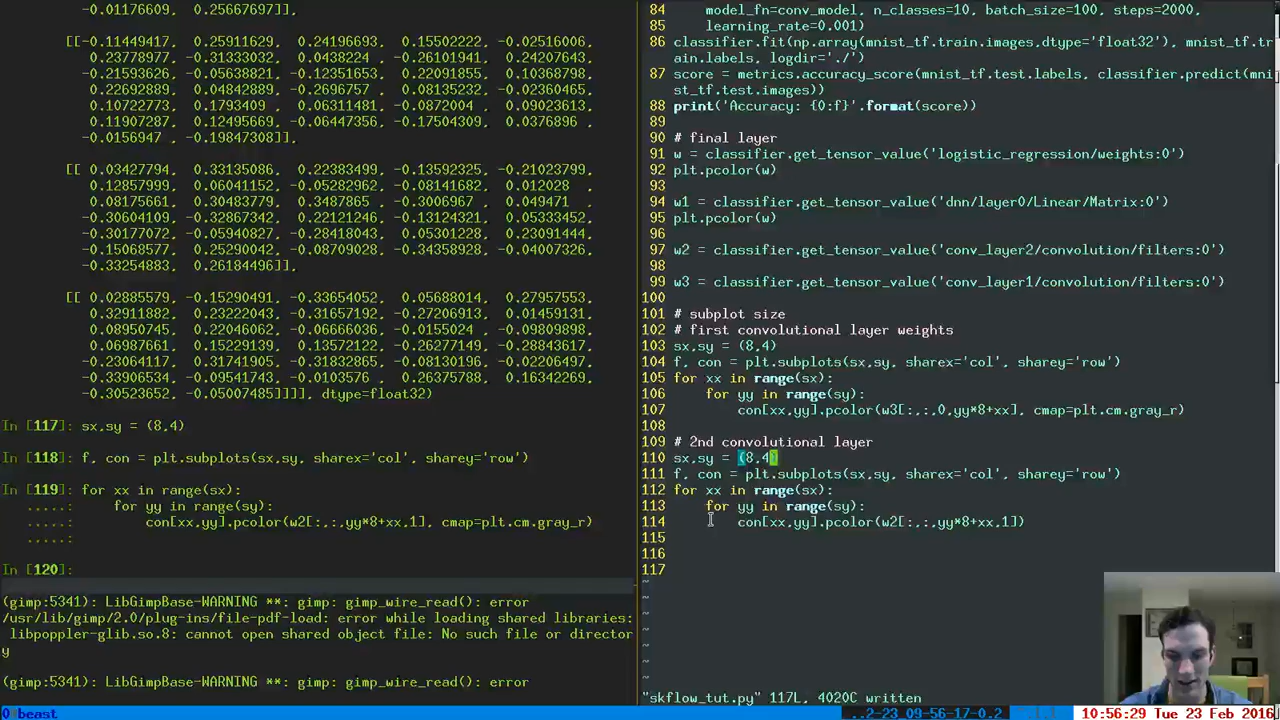 -0.01176609,  0.25667697]],
[[-0.11449417,  0.25911629,  0.24196693,  0.15502222, -0.02516006,
0.23778977, -0.31333032,  0.0438224 , -0.26101941,  0.24207643,
-0.21593626, -0.05638821, -0.12351653,  0.22091855,  0.10368798,
0.22692889,  0.04842889, -0.2696757 ,  0.08135232, -0.02360465,
0.10722773,  0.1793409 ,  0.06311481, -0.0872004 ,  0.09023613,
0.11907287,  0.12495669, -0.06447356, -0.17504309,  0.0376896 ,
-0.0156947 , -0.19847308]],
[[ 0.03427794,  0.33135086,  0.22383499, -0.13592325, -0.21023799,
0.12857999,  0.06041152, -0.05282962, -0.08141682,  0.012028  ,
0.08175661,  0.30483779,  0.3487865 , -0.3006967 ,  0.049471  ,
-0.30604109, -0.32867342,  0.22121246, -0.13124321,  0.05333452,
-0.30177072, -0.05940827, -0.28418043,  0.05301228,  0.23091444,
-0.15068577,  0.25290042, -0.08709028, -0.34358928, -0.04007326,
-0.33254883,  0.26184496]],
[[ 0.02885579, -0.15290491, -0.33654052,  0.05688014,  0.27957553,
0.32911882,  0.23222043, -0.31657192, -0.27206913,  0.01459131,
0.08950745,  0.22046062, -0.06666036, -0.0155024 , -0.09809898,
0.06987661,  0.15229139,  0.13572122, -0.26277149, -0.28843617,
-0.23064117,  0.31741905, -0.31832865, -0.08130196, -0.02206497,
-0.33906534, -0.09541743, -0.0103576 ,  0.26375788,  0.16342269,
-0.30523652, -0.05007485]]]], dtype=float32)
In [117]: sx,sy = (8,4)
In [118]: f, con = plt.subplots(sx,sy, sharex='col', sharey='row')
In [119]: for xx in range(sx):
.....:     for yy in range(sy):
.....:         con[xx,yy].pcolor(w2[:,:,yy*8+xx,1], cmap=plt.cm.gray_r)
.....:
In [120]:
(gimp:5341): LibGimpBase-WARNING **: gimp: gimp_wire_read(): error
/usr/lib/gimp/2.0/plug-ins/file-pdf-load: error while loading shared libraries:
libpoppler-glib.so.8: cannot open shared object file: No such file or director
y
(gimp:5341): LibGimpBase-WARNING **: gimp: gimp_wire_read(): error
84     model_fn=conv_model, n_classes=10, batch_size=100, steps=2000,
85     learning_rate=0.001)
86 classifier.fit(np.array(mnist_tf.train.images,dtype='float32'), mnist_tf.tr
ain.labels, logdir='./')
87 score = metrics.accuracy_score(mnist_tf.test.labels, classifier.predict(mni
st_tf.test.images))
88 print('Accuracy: {0:f}'.format(score))
89
90 # final layer
91 w = classifier.get_tensor_value('logistic_regression/weights:0')
92 plt.pcolor(w)
93
94 w1 = classifier.get_tensor_value('dnn/layer0/Linear/Matrix:0')
95 plt.pcolor(w)
96
97 w2 = classifier.get_tensor_value('conv_layer2/convolution/filters:0')
98
99 w3 = classifier.get_tensor_value('conv_layer1/convolution/filters:0')
100
101 # subplot size
102 # first convolutional layer weights
103 sx,sy = (8,4)
104 f, con = plt.subplots(sx,sy, sharex='col', sharey='row')
105 for xx in range(sx):
106     for yy in range(sy):
107         con[xx,yy].pcolor(w3[:,:,0,yy*8+xx], cmap=plt.cm.gray_r)
108
109 # 2nd convolutional layer
110 sx,sy = (8,4)
111 f, con = plt.subplots(sx,sy, sharex='col', sharey='row')
112 for xx in range(sx):
113     for yy in range(sy):
114         con[xx,yy].pcolor(w2[:,:,yy*8+xx,1])
115
116
117
~
~
~
~
~
~
~
"skflow_tut.py" 117L, 4020C written
0:beast
..2-23_09-56-17-0.2 10:56:29 Tue 23 Feb 2016